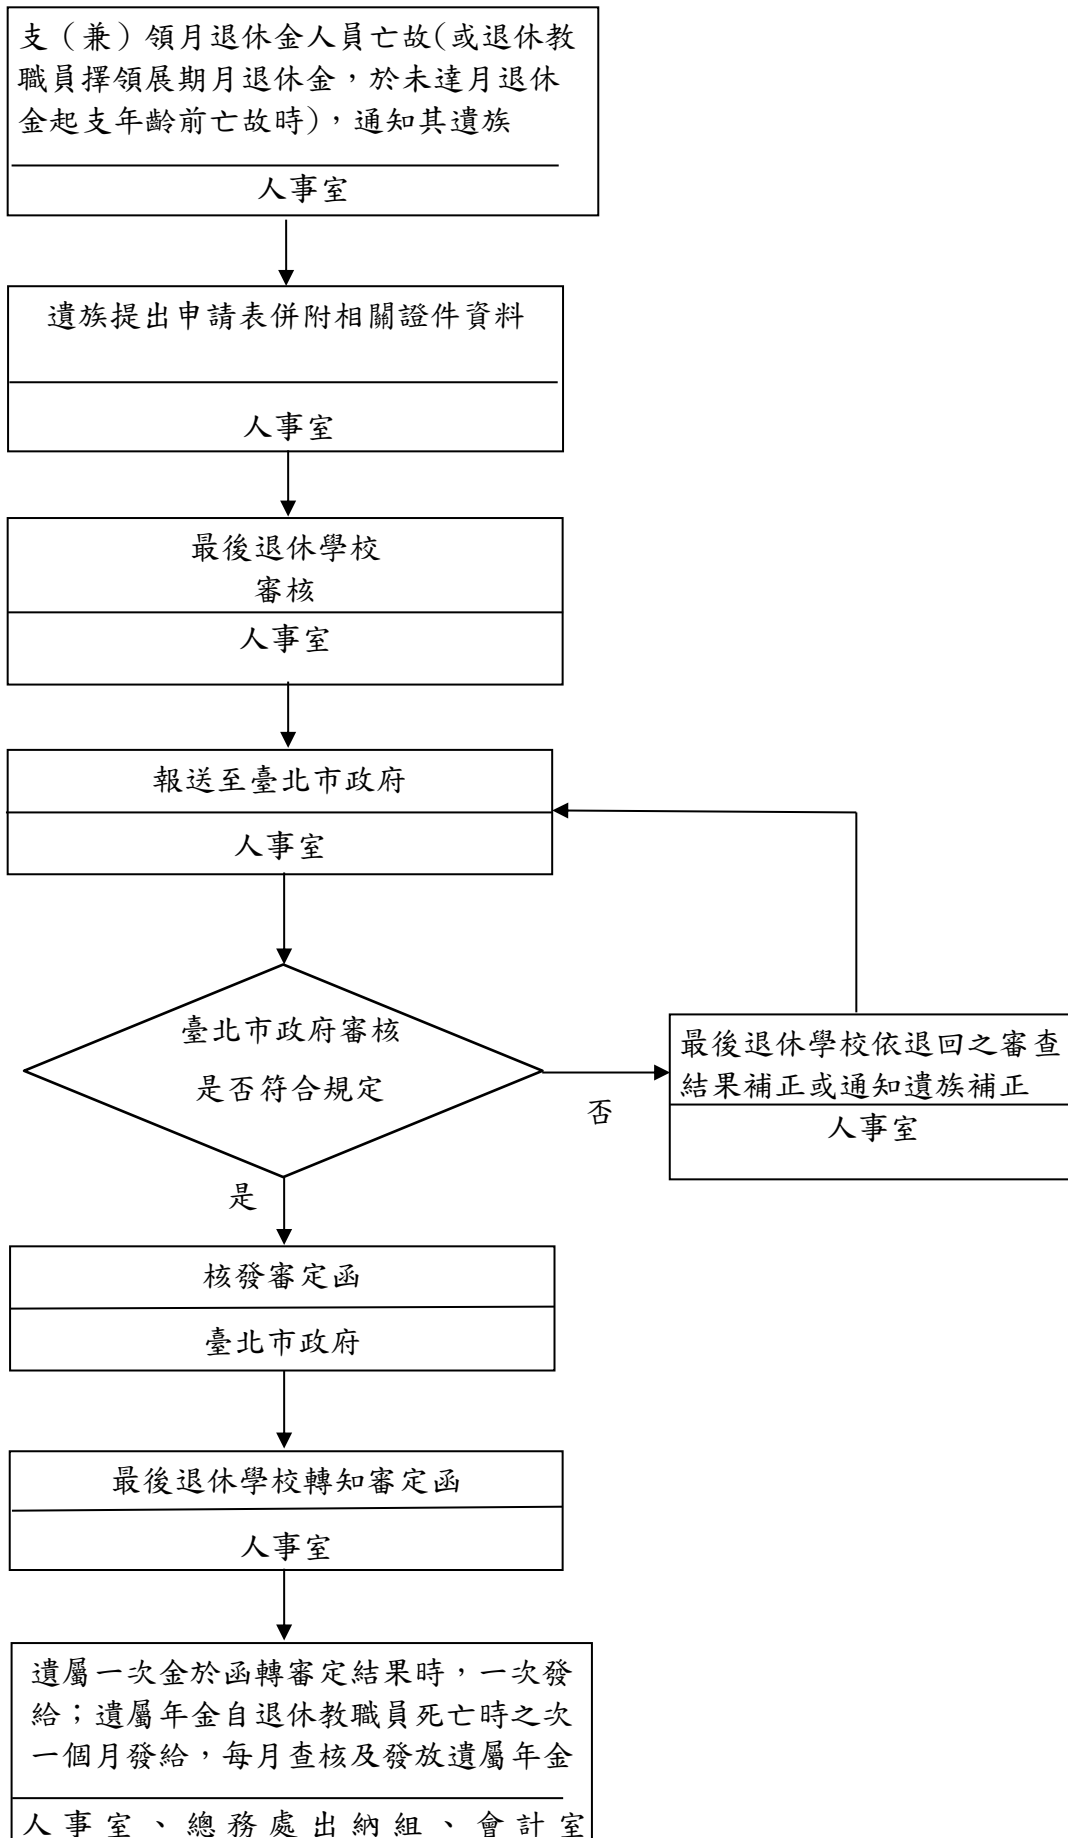 支（兼）領月退休金人員亡故(或退休教
職員擇領展期月退休金，於未達月退休
金起支年齡前亡故時)，通知其遺族
人事室
遺族提出申請表併附相關證件資料
人事室
最後退休學校
審核
人事室
報送至臺北市政府
人事室
臺北市政府審核
是否符合規定
否
最後退休學校依退回之審查
結果補正或通知遺族補正
人事室
是
核發審定函
臺北市政府
最後退休學校轉知審定函
人事室
遺屬一次金於函轉審定結果時，一次發
給；遺屬年金自退休教職員死亡時之次
一個月發給，每月查核及發放遺屬年金
人事室、總務處出納組、會計室